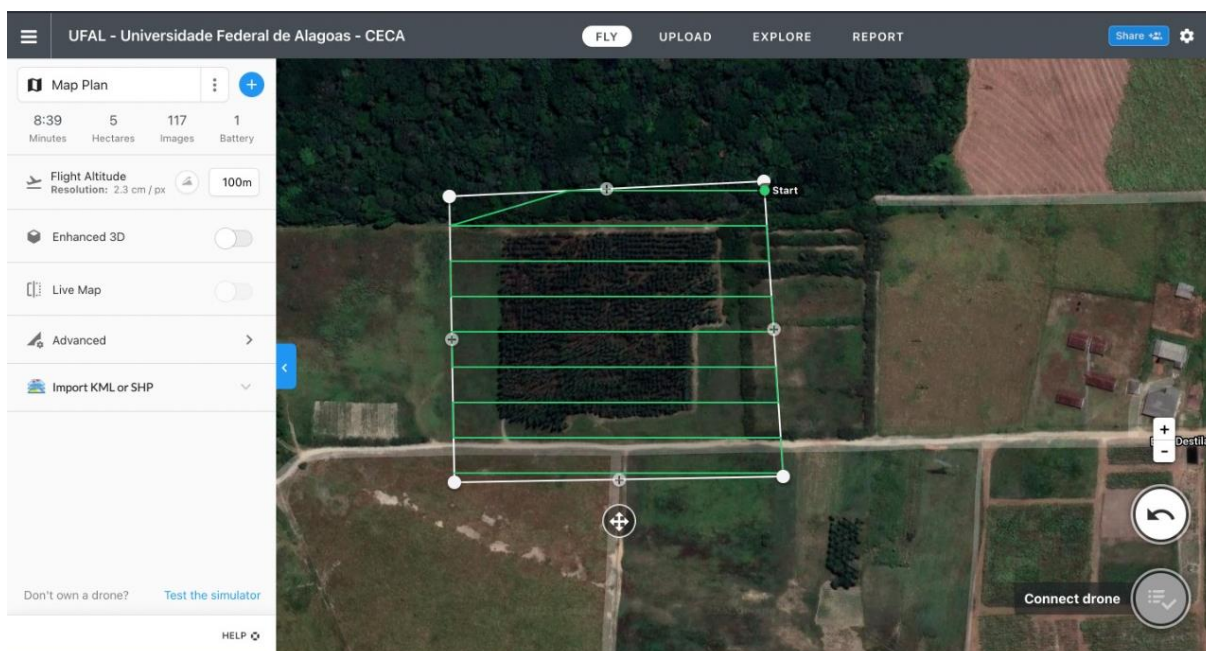 UFAL - Universidade Federal de Alagoas - CECA
FLY UPLOAD EXPLORE REPORT
Share
Map Plan
8:39 5 117 1
Minutes Hectares Images Battery
Flight Altitude
Resolution: 2.3 cm / px
100m
Enhanced 3D
Live Map
Advanced
Import KML or SHP
Don't own a drone? Test the simulator
HELP
Start
+
-
Connect drone